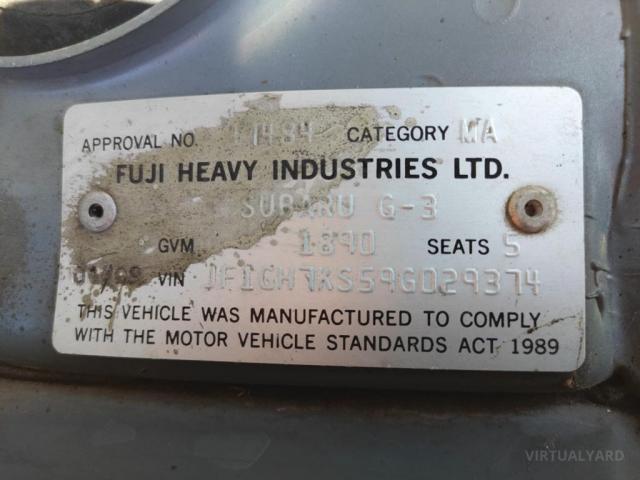 APPROVAL NO. CATEGORY MA
FUJI HEAVY INDUSTRIES LTD.
SUBARU G-3
GVM 1890 SEATS 5
VIN JF1GH7KS59G029374
THIS VEHICLE WAS MANUFACTURED TO COMPLY
WITH THE MOTOR VEHICLE STANDARDS ACT 1989
VIRTUALYARD